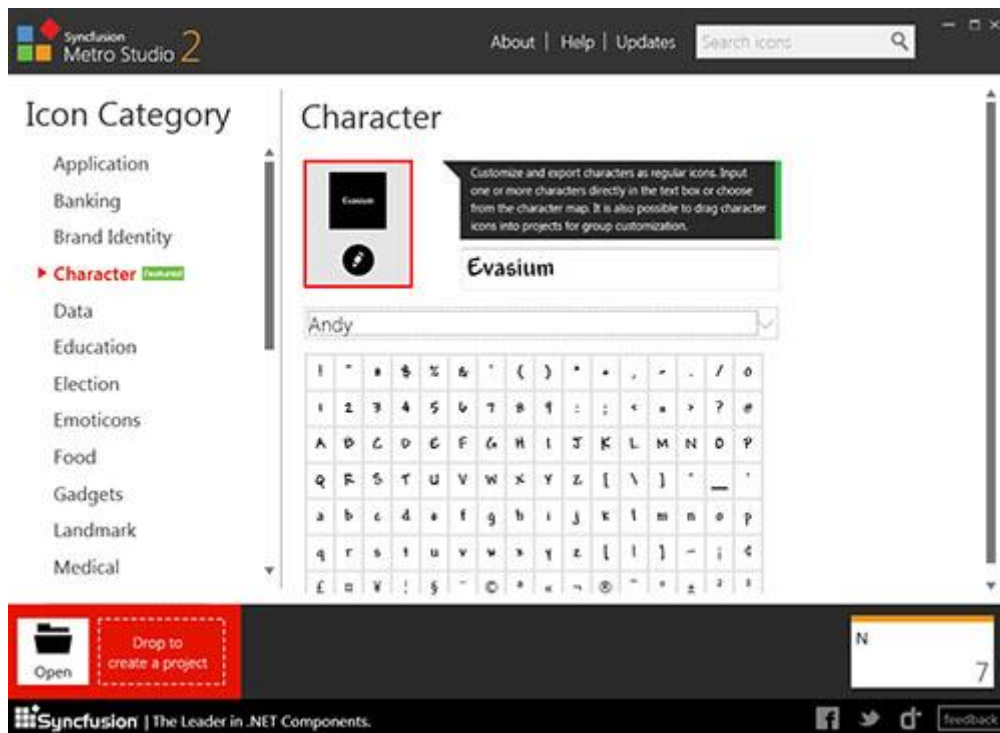 Syncfusion
Metro Studio 2
About | Help | Updates
Search icons
Icon Category
Application
Banking
Brand Identity
Character Featured
Data
Education
Election
Emoticons
Food
Gadgets
Landmark
Medical
Character
Evasium
Customize and export characters as regular icons. Input
one or more characters directly in the text box or choose
from the character map. It is also possible to drag character
icons into projects for group customization.
Evasium
Andy
! " # $ % & ' ( ) * + , - . / 0
1 2 3 4 5 6 7 8 9 : ; < = > ? @
A B C D E F G H I J K L M N O P
Q R S T U V W X Y Z [ \ ] ^ _ `
a b c d e f g h i j k l m n o p
q r s t u v w x y z { | } ~ ¡ ¢
£ ¤ ¥ ¦ § ¨ © ª « ¬ ® ¯ ° ± ² ³
Open
Drop to
create a project
N
7
Syncfusion | The Leader in .NET Components.
feedback